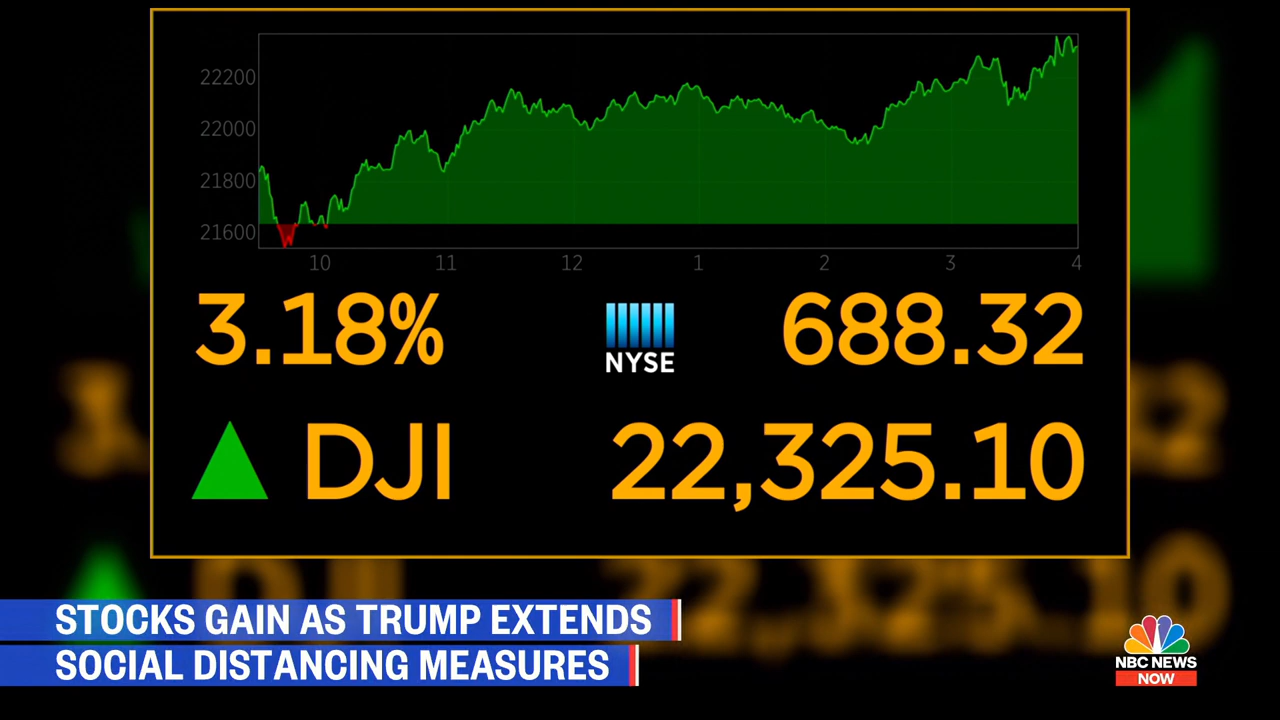 22200
22000
21800
21600
10 11 12 1 2 3 4
3.18% NYSE 688.32
DJI 22,325.10
STOCKS GAIN AS TRUMP EXTENDS
SOCIAL DISTANCING MEASURES
NBC NEWS
NOW